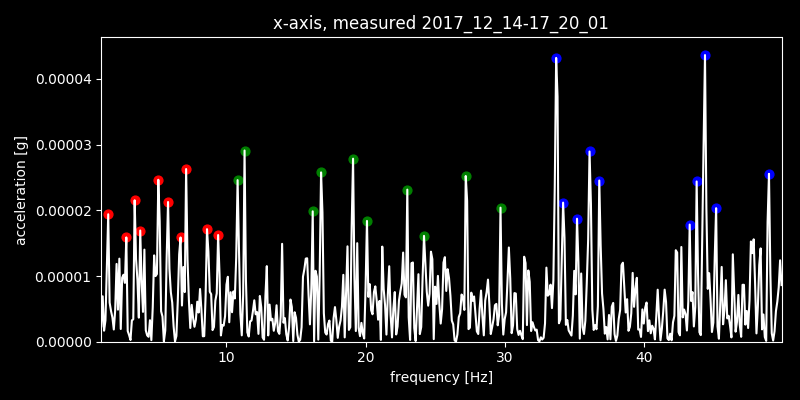 x-axis, measured 2017_12_14-17_20_01
0.00004
0.00003
0.00002
0.00001
0.00000
acceleration [g]
10 20 30 40
frequency [Hz]